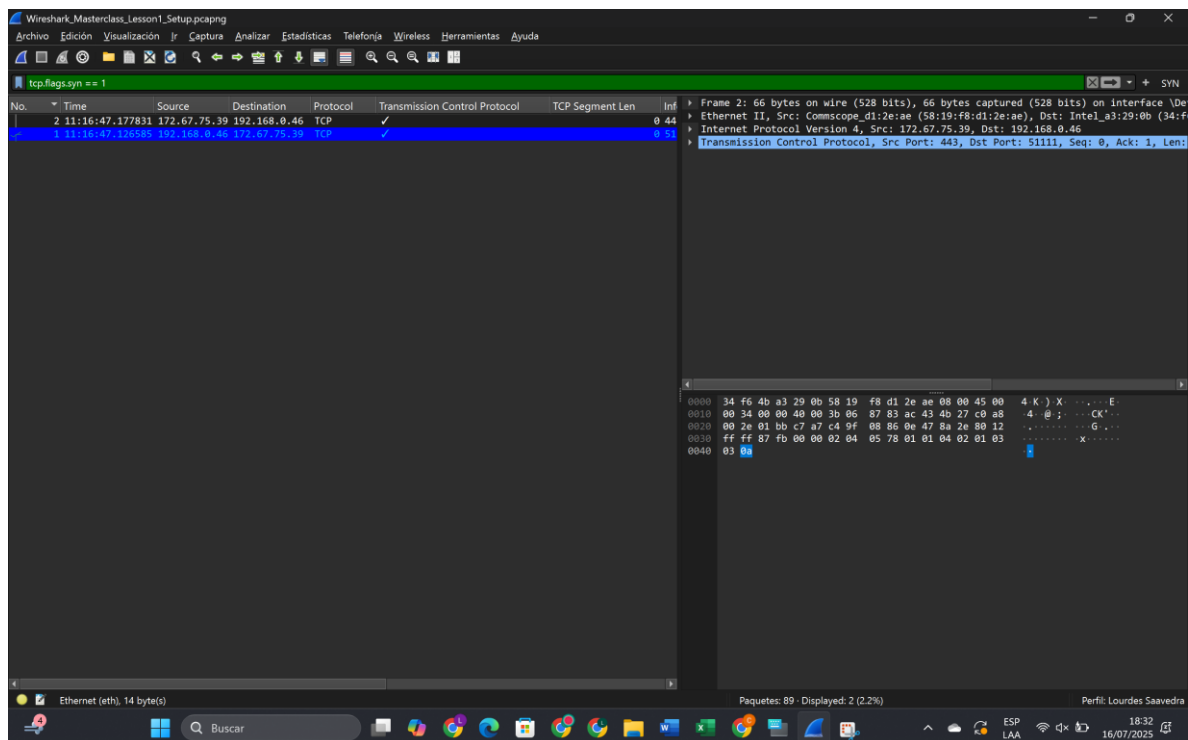 Wireshark_Masterclass_Lesson1_Setup.pcapng
Archivo Edición Visualización Ir Captura Analizar Estadísticas Telefonía Wireless Herramientas Ayuda
tcp.flags.syn == 1
SYN
No. Time Source Destination Protocol Transmission Control Protocol TCP Segment Len Inf
2 11:16:47.177831 172.67.75.39 192.168.0.46 TCP ✓ 0 44
1 11:16:47.126585 192.168.0.46 172.67.75.39 TCP ✓ 0 51
Frame 2: 66 bytes on wire (528 bits), 66 bytes captured (528 bits) on interface \De
Ethernet II, Src: Commscope_d1:2e:ae (58:19:f8:d1:2e:ae), Dst: Intel_a3:29:0b (34:f
Internet Protocol Version 4, Src: 172.67.75.39, Dst: 192.168.0.46
Transmission Control Protocol, Src Port: 443, Dst Port: 51111, Seq: 0, Ack: 1, Len:
0000 34 f6 4b a3 29 0b 58 19 f8 d1 2e ae 08 00 45 00 4·K·)·X· ··.···E·
0010 00 34 00 00 40 00 3b 06 87 83 ac 43 4b 27 c0 a8 ·4··@·;· ···CK'··
0020 00 2e 01 bb c7 a7 c4 9f 08 86 0e 47 8a 2e 80 12 ·.······ ···G·.··
0030 ff ff 87 fb 00 00 02 04 05 78 01 01 04 02 01 03 ········ ·x······
0040 03 0a ··
Ethernet (eth), 14 byte(s)
Paquetes: 89 · Displayed: 2 (2.2%)
Perfil: Lourdes Saavedra
4
Buscar
ESP
LAA
18:32
16/07/2025